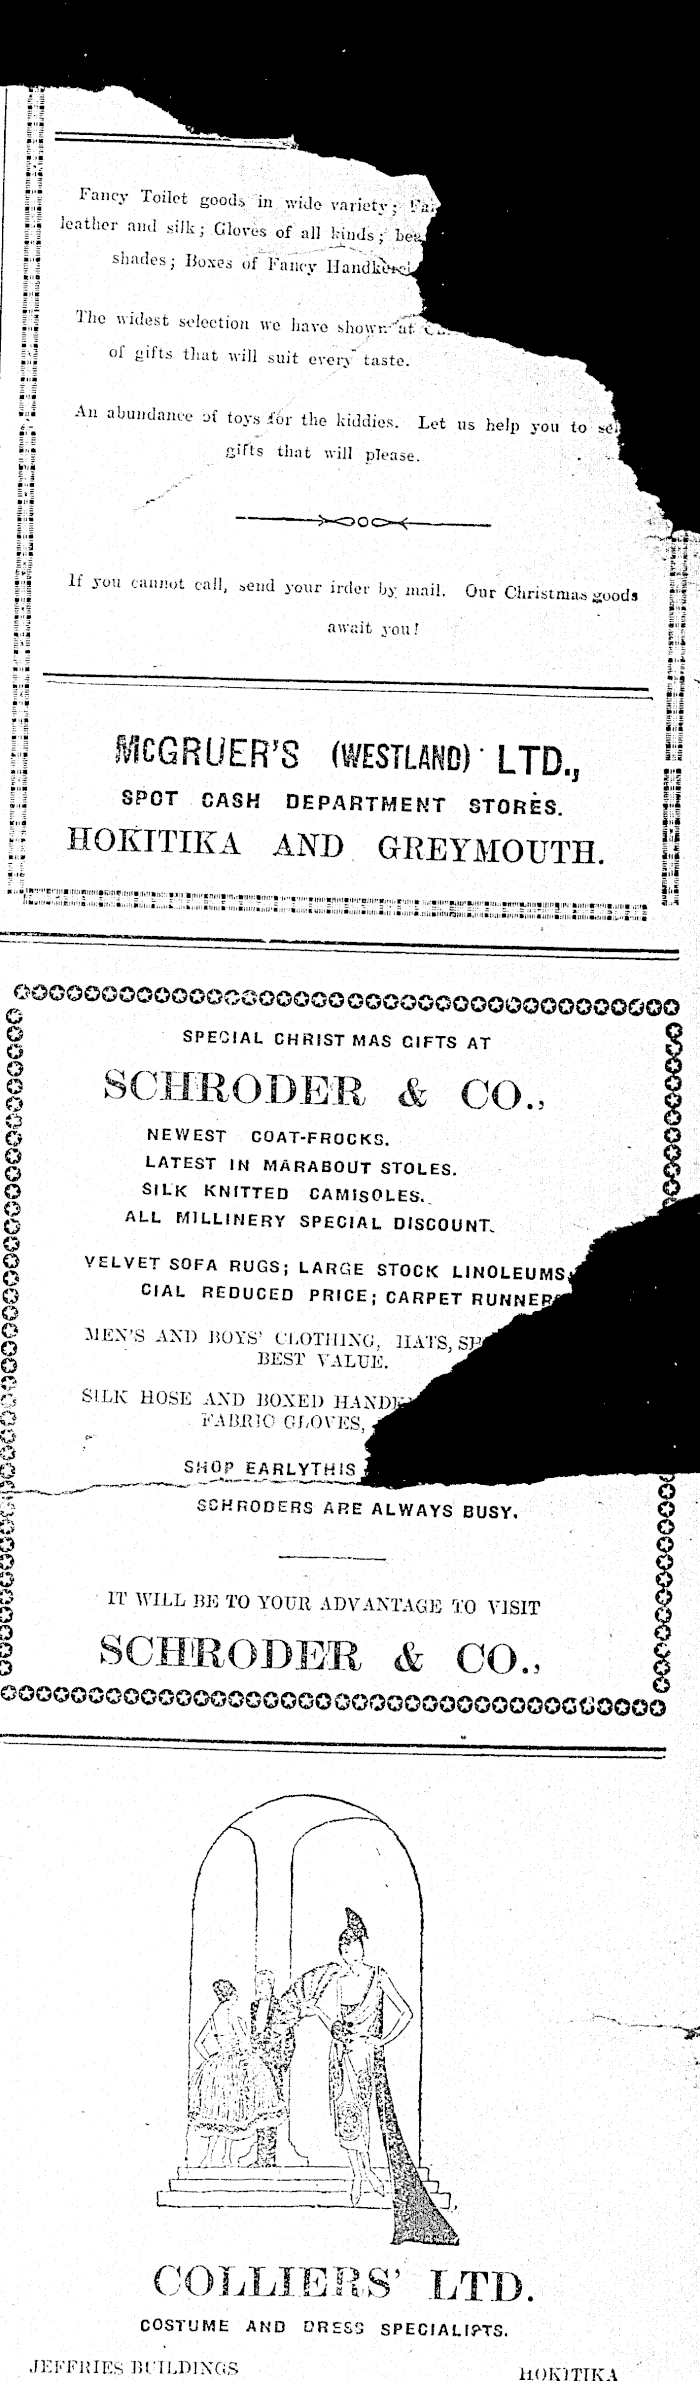 Fancy Toilet goods in wide variety;
leather and silk; Gloves of all kinds;
shades; Boxes of Fancy
The widest selection we have shown at
of gifts that will suit every taste.
An abundance of toys for the kiddies. Let us help you to
gifts that will please.
If you cannot call, send your irder by mail. Our Christmas goods
await you!
McGRUER'S (WESTLAND) LTD.,
SPOT CASH DEPARTMENT STORES.
HOKITIKA AND GREYMOUTH.
SPECIAL CHRISTMAS GIFTS AT
SCHRODER & CO.,
NEWEST COAT-FROCKS.
LATEST IN MARABOUT STOLES.
SILK KNITTED CAMISOLES.
ALL MILLINERY SPECIAL DISCOUNT.
VELVET SOFA RUGS; LARGE STOCK LINOLEUMS,
CIAL REDUCED PRICE; CARPET RUNNER
MEN'S AND BOYS' CLOTHING, HATS,
BEST VALUE.
SILK HOSE AND BOXED
FABRIC GLOVES,
SHOP EARLYTHIS
SCHRODERS ARE ALWAYS BUSY.
IT WILL BE TO YOUR ADVANTAGE TO VISIT
SCHRODER & CO.,
COLLIERS' LTD.
COSTUME AND DRESS SPECIALISTS.
JEFFRIES BUILDINGS HOKITIKA